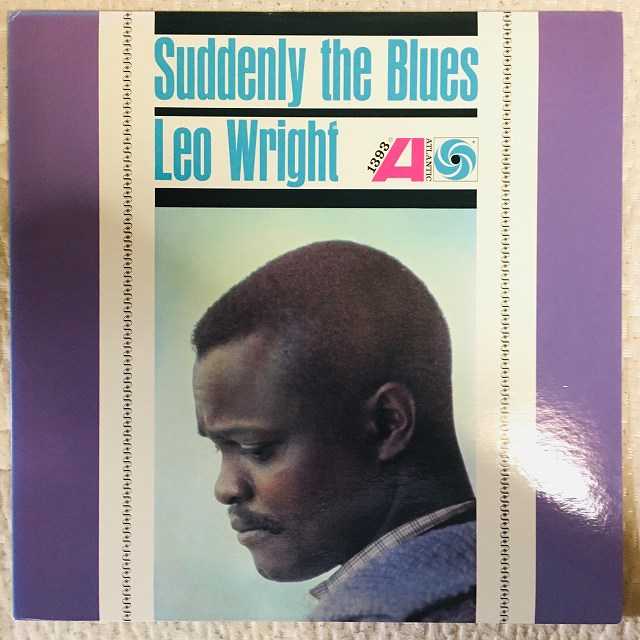 Suddenly the Blues
Leo Wright
1393
A
ATLANTIC